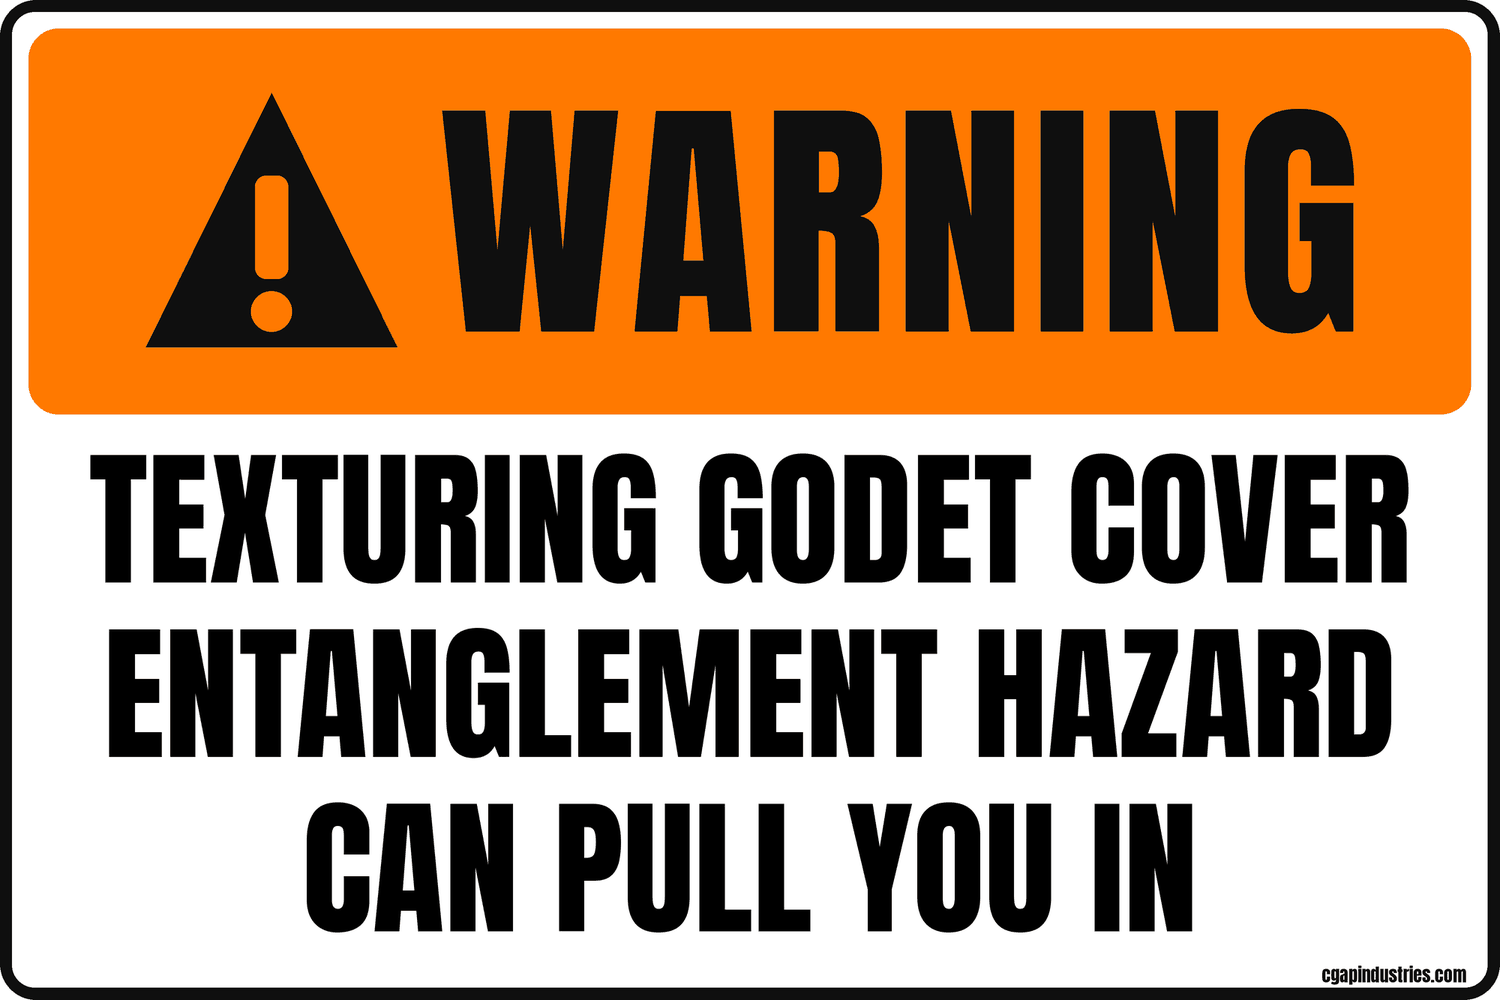 WARNING
TEXTURING GODET COVER
ENTANGLEMENT HAZARD
CAN PULL YOU IN
cgapindustries.com